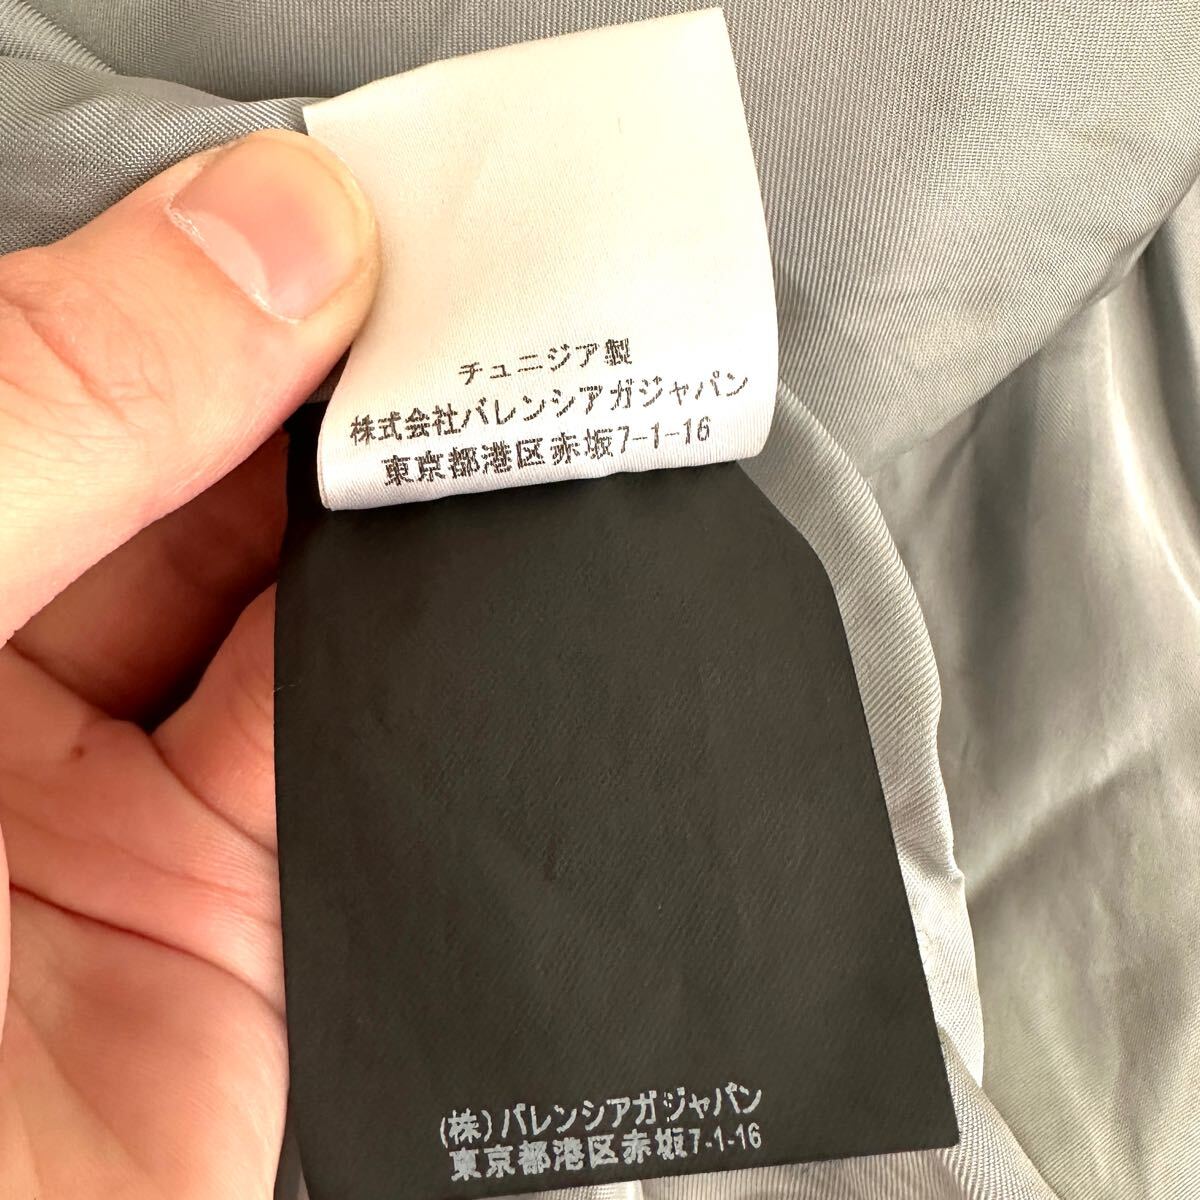 チュニジア製
株式会社バレンシアガジャパン
東京都港区赤坂7-1-16
(株)バレンシアガジャパン
東京都港区赤坂7-1-16